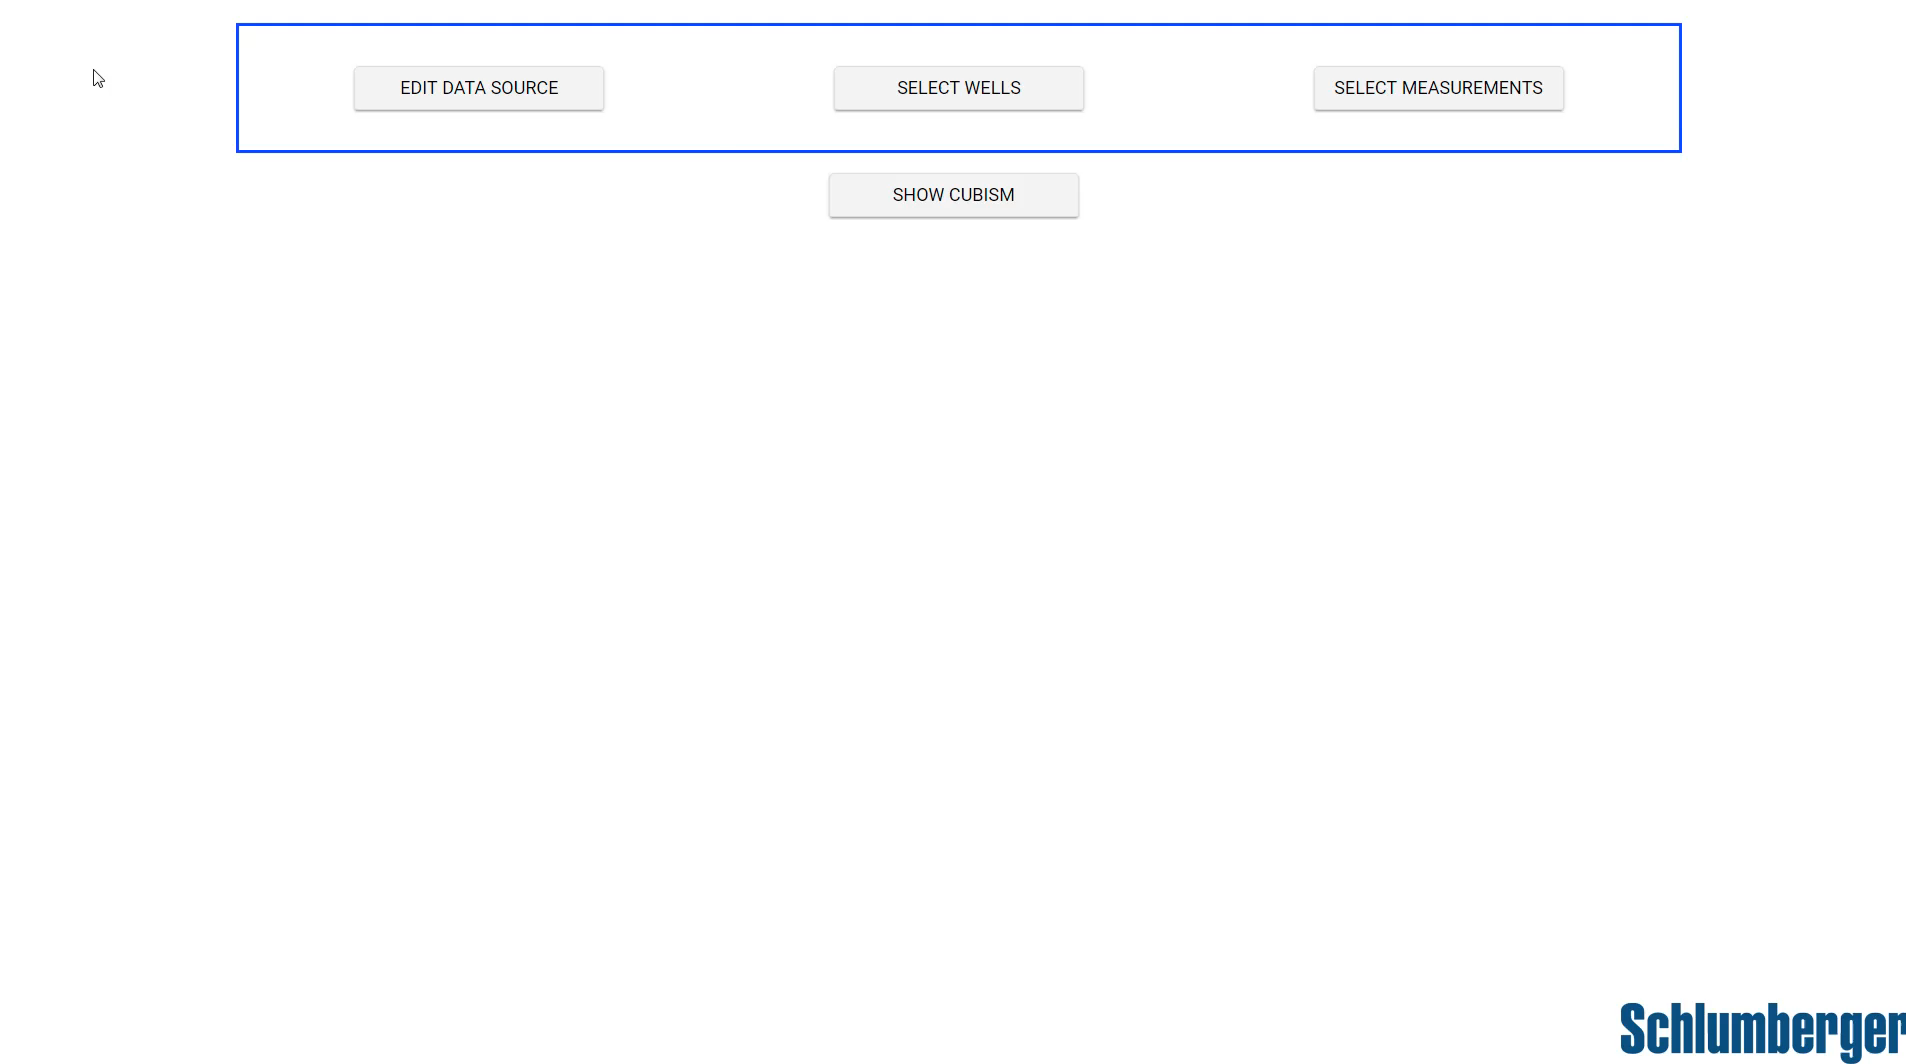 EDIT DATA SOURCE
SELECT WELLS
SELECT MEASUREMENTS
SHOW CUBISM
Schlumberger